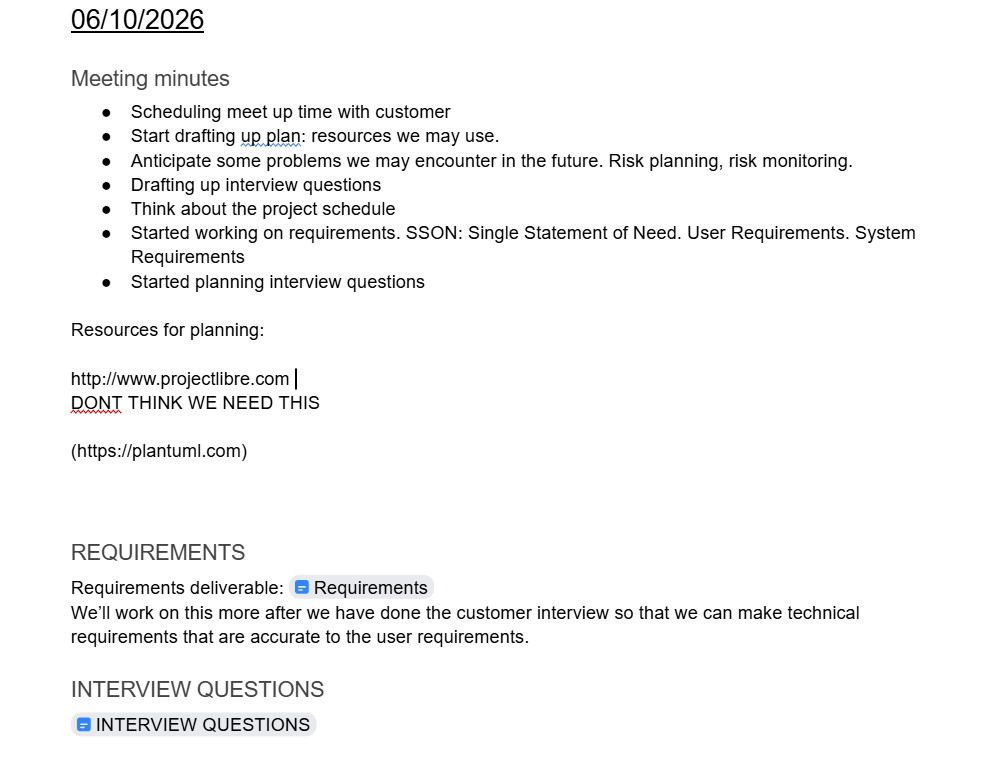 06/10/2026
Meeting minutes
● Scheduling meet up time with customer
● Start drafting up plan: resources we may use.
● Anticipate some problems we may encounter in the future. Risk planning, risk monitoring.
● Drafting up interview questions
● Think about the project schedule
● Started working on requirements. SSON: Single Statement of Need. User Requirements. System
Requirements
● Started planning interview questions
Resources for planning:
http://www.projectlibre.com
DONT THINK WE NEED THIS
(https://plantuml.com)
REQUIREMENTS
Requirements deliverable: Requirements
We’ll work on this more after we have done the customer interview so that we can make technical
requirements that are accurate to the user requirements.
INTERVIEW QUESTIONS
INTERVIEW QUESTIONS